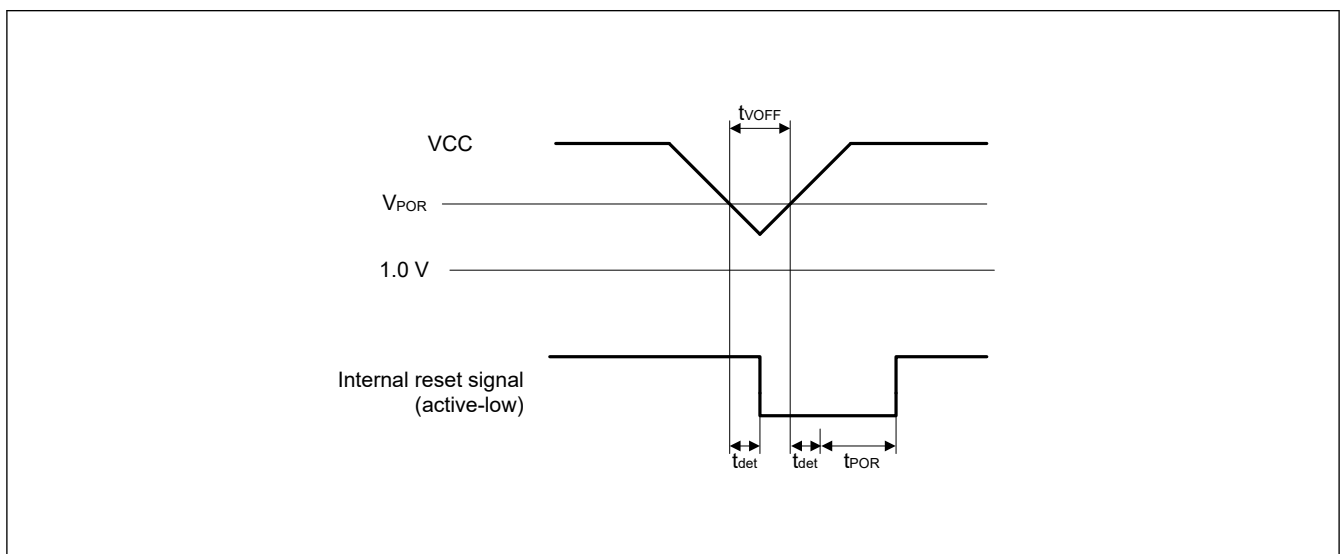 tVOFF
VCC
VPOR
1.0 V
Internal reset signal
(active-low)
tdet
tdet
tPOR